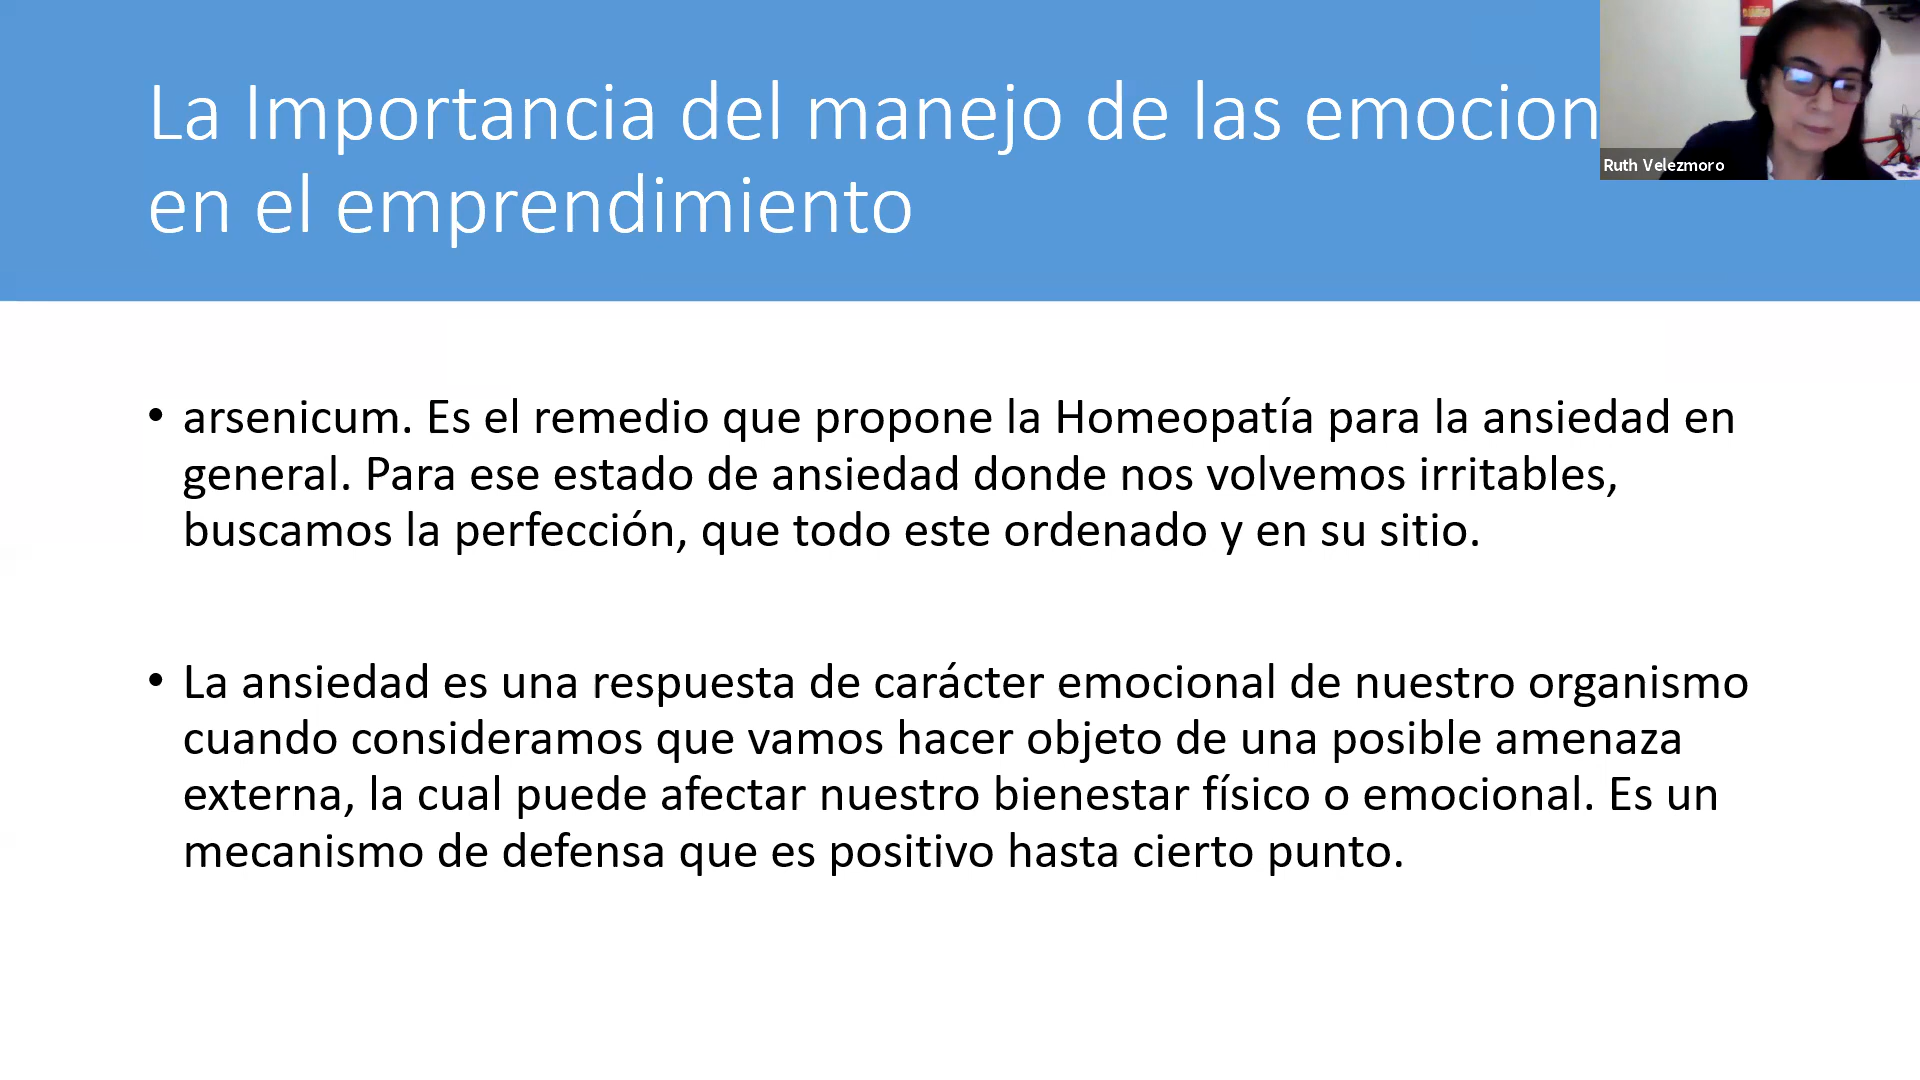 La Importancia del manejo de las emocion
en el emprendimiento
Ruth Velezmoro
• arsenicum. Es el remedio que propone la Homeopatía para la ansiedad en
general. Para ese estado de ansiedad donde nos volvemos irritables,
buscamos la perfección, que todo este ordenado y en su sitio.
• La ansiedad es una respuesta de carácter emocional de nuestro organismo
cuando consideramos que vamos hacer objeto de una posible amenaza
externa, la cual puede afectar nuestro bienestar físico o emocional. Es un
mecanismo de defensa que es positivo hasta cierto punto.